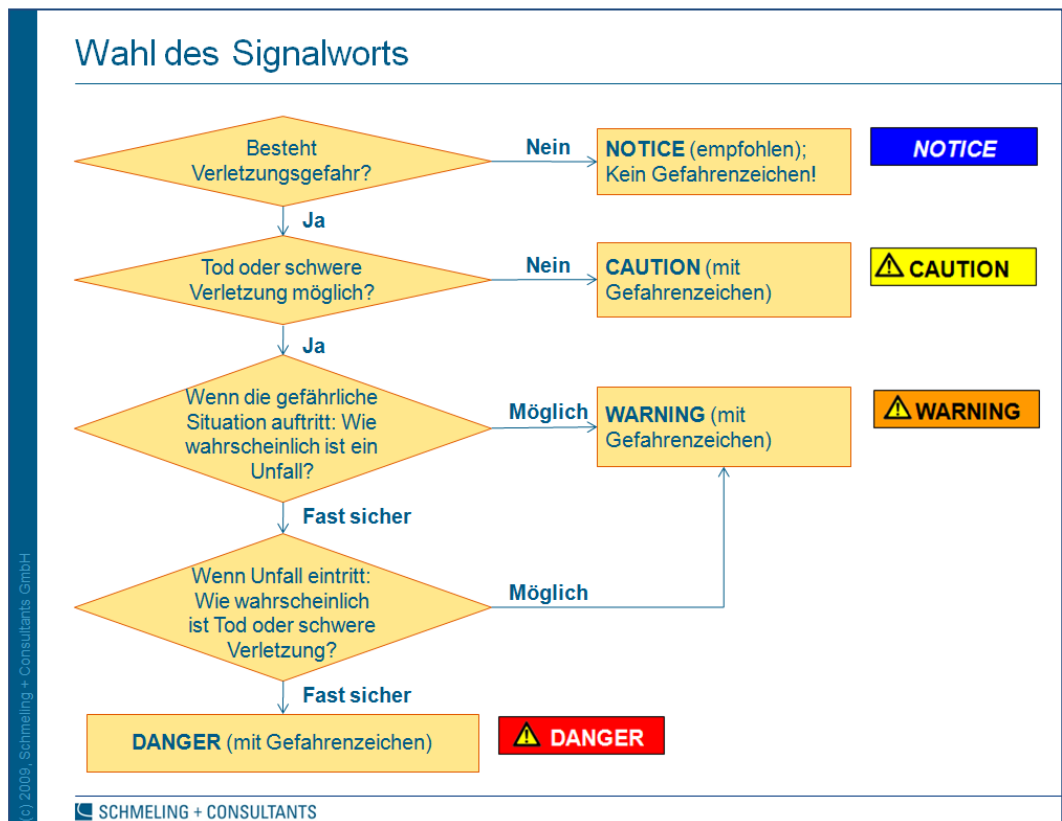 Wahl des Signalworts
Besteht
Verletzungsgefahr?
Nein
NOTICE (empfohlen);
Kein Gefahrenzeichen!
NOTICE
Ja
Tod oder schwere
Verletzung möglich?
Nein
CAUTION (mit
Gefahrenzeichen)
CAUTION
Ja
Wenn die gefährliche
Situation auftritt: Wie
wahrscheinlich ist ein
Unfall?
Möglich
WARNING (mit
Gefahrenzeichen)
WARNING
Fast sicher
Wenn Unfall eintritt:
Wie wahrscheinlich
ist Tod oder schwere
Verletzung?
Möglich
Fast sicher
DANGER (mit Gefahrenzeichen)
DANGER
SCHMELING + CONSULTANTS
(c) 2009, Schmeling + Consultants GmbH